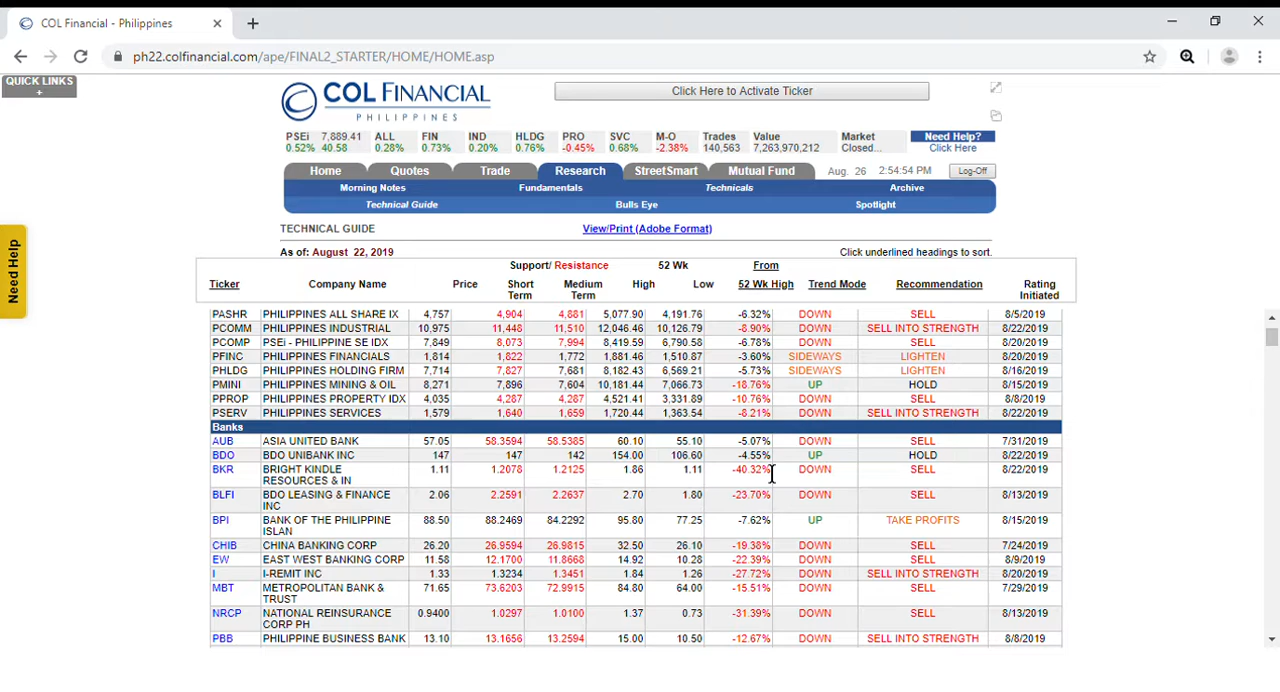 COL Financial - Philippines
ph22.colfinancial.com/ape/FINAL2_STARTER/HOME/HOME.asp
QUICK LINKS
+
COL FINANCIAL
PHILIPPINES
Click Here to Activate Ticker
PSEi 7,889.41 ALL FIN IND HLDG PRO SVC M-O Trades Value Market Need Help?
0.52% 40.58 0.28% 0.73% 0.20% 0.76% -0.45% 0.68% -2.38% 140,563 7,263,970,212 Closed... Click Here
Home Quotes Trade Research StreetSmart Mutual Fund Aug. 26 2:54:54 PM Log-Off
Morning Notes Fundamentals Technicals Archive
Technical Guide Bulls Eye Spotlight
TECHNICAL GUIDE View/Print (Adobe Format)
As of: August 22, 2019 Click underlined headings to sort.
Need Help
Support/ Resistance 52 Wk From
Ticker Company Name Price Short Term Medium Term High Low 52 Wk High Trend Mode Recommendation Rating Initiated
PASHR PHILIPPINES ALL SHARE IX 4,757 4,904 4,881 5,077.90 4,191.76 -6.32% DOWN SELL 8/5/2019
PCOMM PHILIPPINES INDUSTRIAL 10,975 11,448 11,510 12,046.46 10,126.79 -8.90% DOWN SELL INTO STRENGTH 8/22/2019
PCOMP PSEi - PHILIPPINE SE IDX 7,849 8,073 7,994 8,419.59 6,790.58 -6.78% DOWN SELL 8/20/2019
PFINC PHILIPPINES FINANCIALS 1,814 1,822 1,772 1,881.46 1,510.87 -3.60% SIDEWAYS LIGHTEN 8/20/2019
PHLDG PHILIPPINES HOLDING FIRM 7,714 7,827 7,681 8,182.43 6,569.21 -5.73% SIDEWAYS LIGHTEN 8/16/2019
PMINI PHILIPPINES MINING & OIL 8,271 7,896 7,604 10,181.44 7,066.73 -18.76% UP HOLD 8/15/2019
PPROP PHILIPPINES PROPERTY IDX 4,035 4,287 4,287 4,521.41 3,331.89 -10.76% DOWN SELL 8/8/2019
PSERV PHILIPPINES SERVICES 1,579 1,640 1,659 1,720.44 1,363.54 -8.21% DOWN SELL INTO STRENGTH 8/22/2019
Banks
AUB ASIA UNITED BANK 57.05 58.3594 58.5385 60.10 55.10 -5.07% DOWN SELL 7/31/2019
BDO BDO UNIBANK INC 147 147 142 154.00 106.60 -4.55% UP HOLD 8/22/2019
BKR BRIGHT KINDLE RESOURCES & IN 1.11 1.2078 1.2125 1.86 1.11 -40.32% DOWN SELL 8/22/2019
BLFI BDO LEASING & FINANCE INC 2.06 2.2591 2.2637 2.70 1.80 -23.70% DOWN SELL 8/13/2019
BPI BANK OF THE PHILIPPINE ISLAN 88.50 88.2469 84.2292 95.80 77.25 -7.62% UP TAKE PROFITS 8/15/2019
CHIB CHINA BANKING CORP 26.20 26.9594 26.9815 32.50 26.10 -19.38% DOWN SELL 7/24/2019
EW EAST WEST BANKING CORP 11.58 12.1700 11.8668 14.92 10.28 -22.39% DOWN SELL 8/9/2019
I I-REMIT INC 1.33 1.3234 1.3451 1.84 1.26 -27.72% DOWN SELL INTO STRENGTH 8/20/2019
MBT METROPOLITAN BANK & TRUST 71.65 73.6203 72.9915 84.80 64.00 -15.51% DOWN SELL 7/29/2019
NRCP NATIONAL REINSURANCE CORP PH 0.9400 1.0297 1.0100 1.37 0.73 -31.39% DOWN SELL 8/13/2019
PBB PHILIPPINE BUSINESS BANK 13.10 13.1656 13.2594 15.00 10.50 -12.67% DOWN SELL INTO STRENGTH 8/8/2019